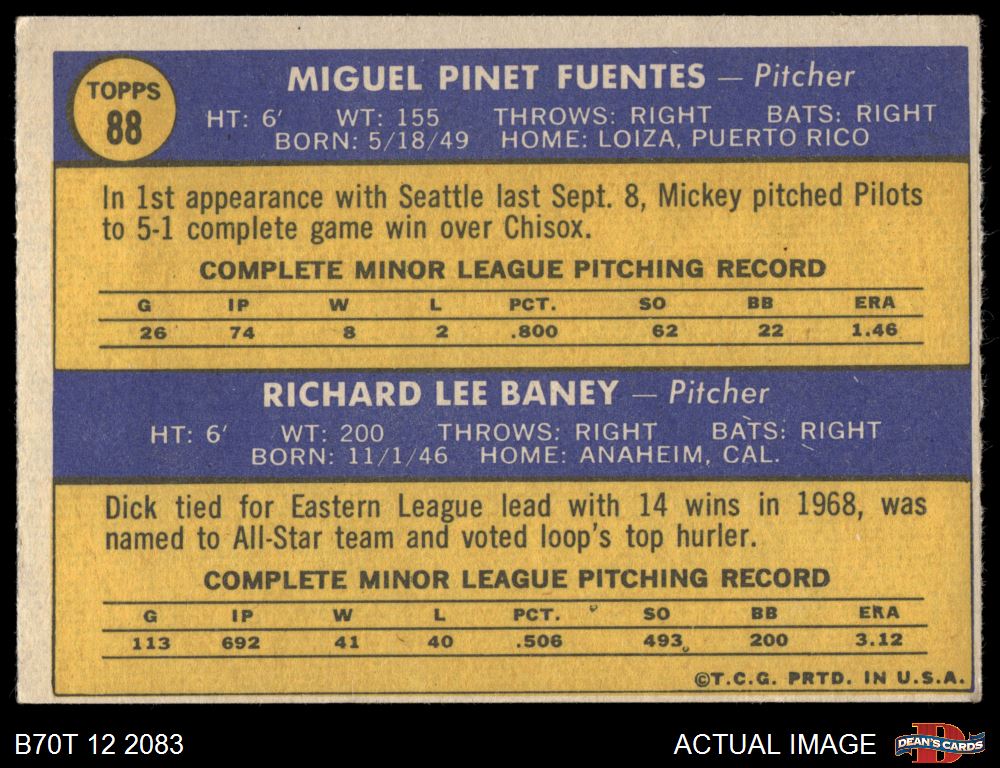 TOPPS
88
MIGUEL PINET FUENTES — Pitcher
HT: 6' WT: 155 THROWS: RIGHT BATS: RIGHT
BORN: 5/18/49 HOME: LOIZA, PUERTO RICO
In 1st appearance with Seattle last Sept. 8, Mickey pitched Pilots
to 5-1 complete game win over Chisox.
COMPLETE MINOR LEAGUE PITCHING RECORD
G IP W L PCT. SO BB ERA
26 74 8 2 .800 62 22 1.46
RICHARD LEE BANEY — Pitcher
HT: 6' WT: 200 THROWS: RIGHT BATS: RIGHT
BORN: 11/1/46 HOME: ANAHEIM, CAL.
Dick tied for Eastern League lead with 14 wins in 1968, was
named to All-Star team and voted loop's top hurler.
COMPLETE MINOR LEAGUE PITCHING RECORD
G IP W L PCT. SO BB ERA
113 692 41 40 .506 493 200 3.12
©T.C.G. PRTD. IN U.S.A.
B70T 12 2083
ACTUAL IMAGE
DEAN'S CARDS